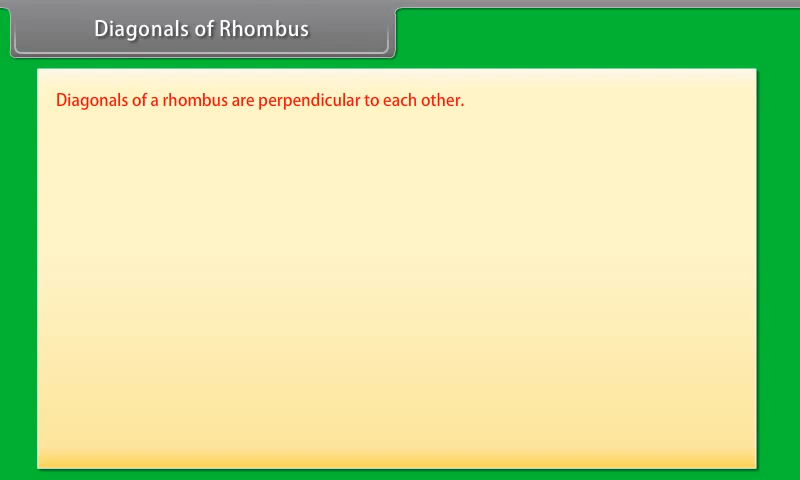 Diagonals of Rhombus
Diagonals of a rhombus are perpendicular to each other.